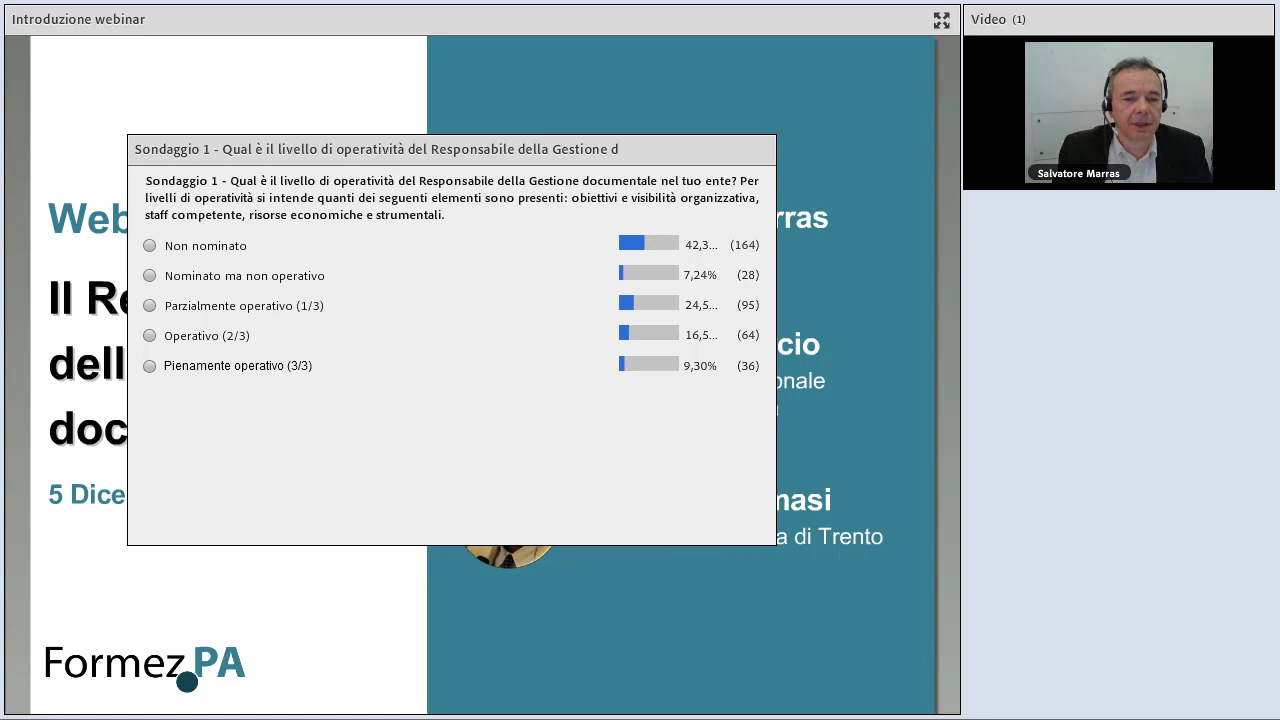 Introduzione webinar
Video (1)
Salvatore Marras
Sondaggio 1 - Qual è il livello di operatività del Responsabile della Gestione d
Sondaggio 1 - Qual è il livello di operatività del Responsabile della Gestione documentale nel tuo ente? Per
livelli di operatività si intende quanti dei seguenti elementi sono presenti: obiettivi e visibilità organizzativa,
staff competente, risorse economiche e strumentali.
Non nominato 42,3... (164)
Nominato ma non operativo 7,24% (28)
Parzialmente operativo (1/3) 24,5... (95)
Operativo (2/3) 16,5... (64)
Pienamente operativo (3/3) 9,30% (36)
Web
Il Re
dell
doc
5 Dice
rras
cio
onale
masi
a di Trento
Formez PA